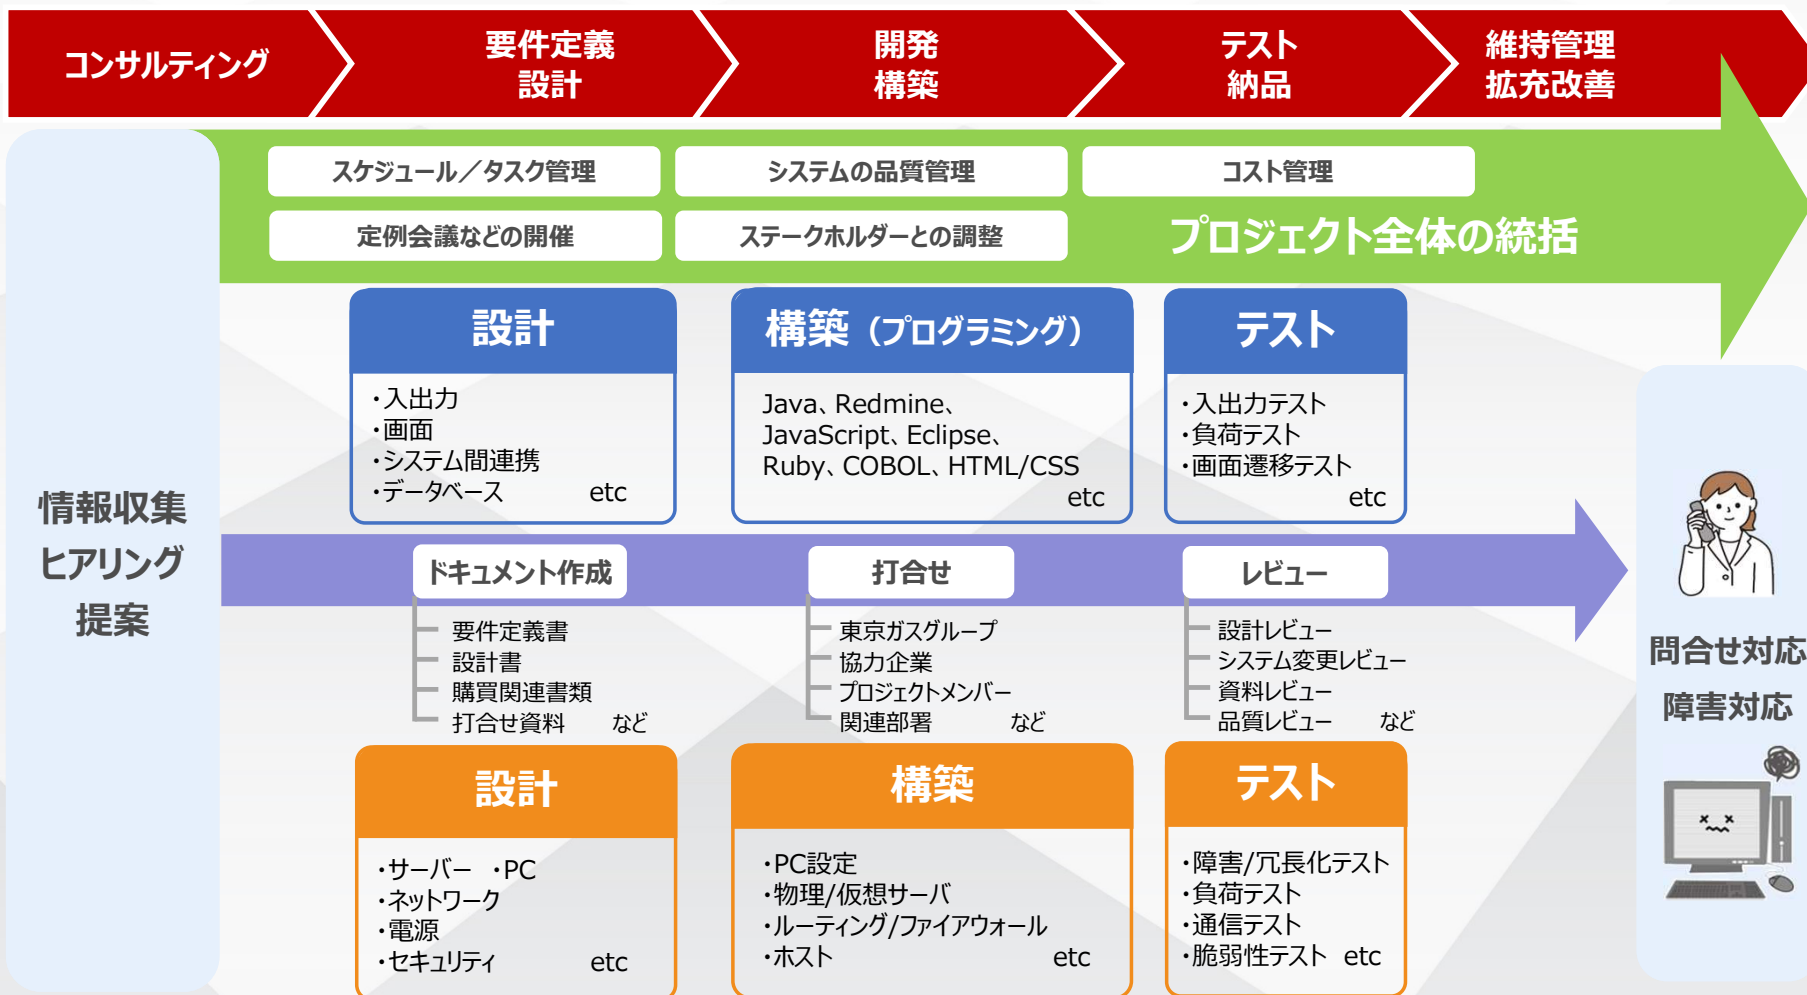 コンサルティング
要件定義
設計
開発
構築
テスト
納品
維持管理
拡充改善
スケジュール／タスク管理
システムの品質管理
コスト管理
定例会議などの開催
ステークホルダーとの調整
プロジェクト全体の統括
情報収集
ヒアリング
提案
設計
・入出力
・画面
・システム間連携
・データベース etc
構築（プログラミング）
Java、Redmine、
JavaScript、Eclipse、
Ruby、COBOL、HTML/CSS
etc
テスト
・入出力テスト
・負荷テスト
・画面遷移テスト
etc
ドキュメント作成
要件定義書
設計書
購買関連書類
打合せ資料 など
打合せ
東京ガスグループ
協力企業
プロジェクトメンバー
関連部署 など
レビュー
設計レビュー
システム変更レビュー
資料レビュー
品質レビュー など
設計
・サーバー ・PC
・ネットワーク
・電源
・セキュリティ etc
構築
・PC設定
・物理/仮想サーバ
・ルーティング/ファイアウォール
・ホスト etc
テスト
・障害/冗長化テスト
・負荷テスト
・通信テスト
・脆弱性テスト etc
問合せ対応
障害対応